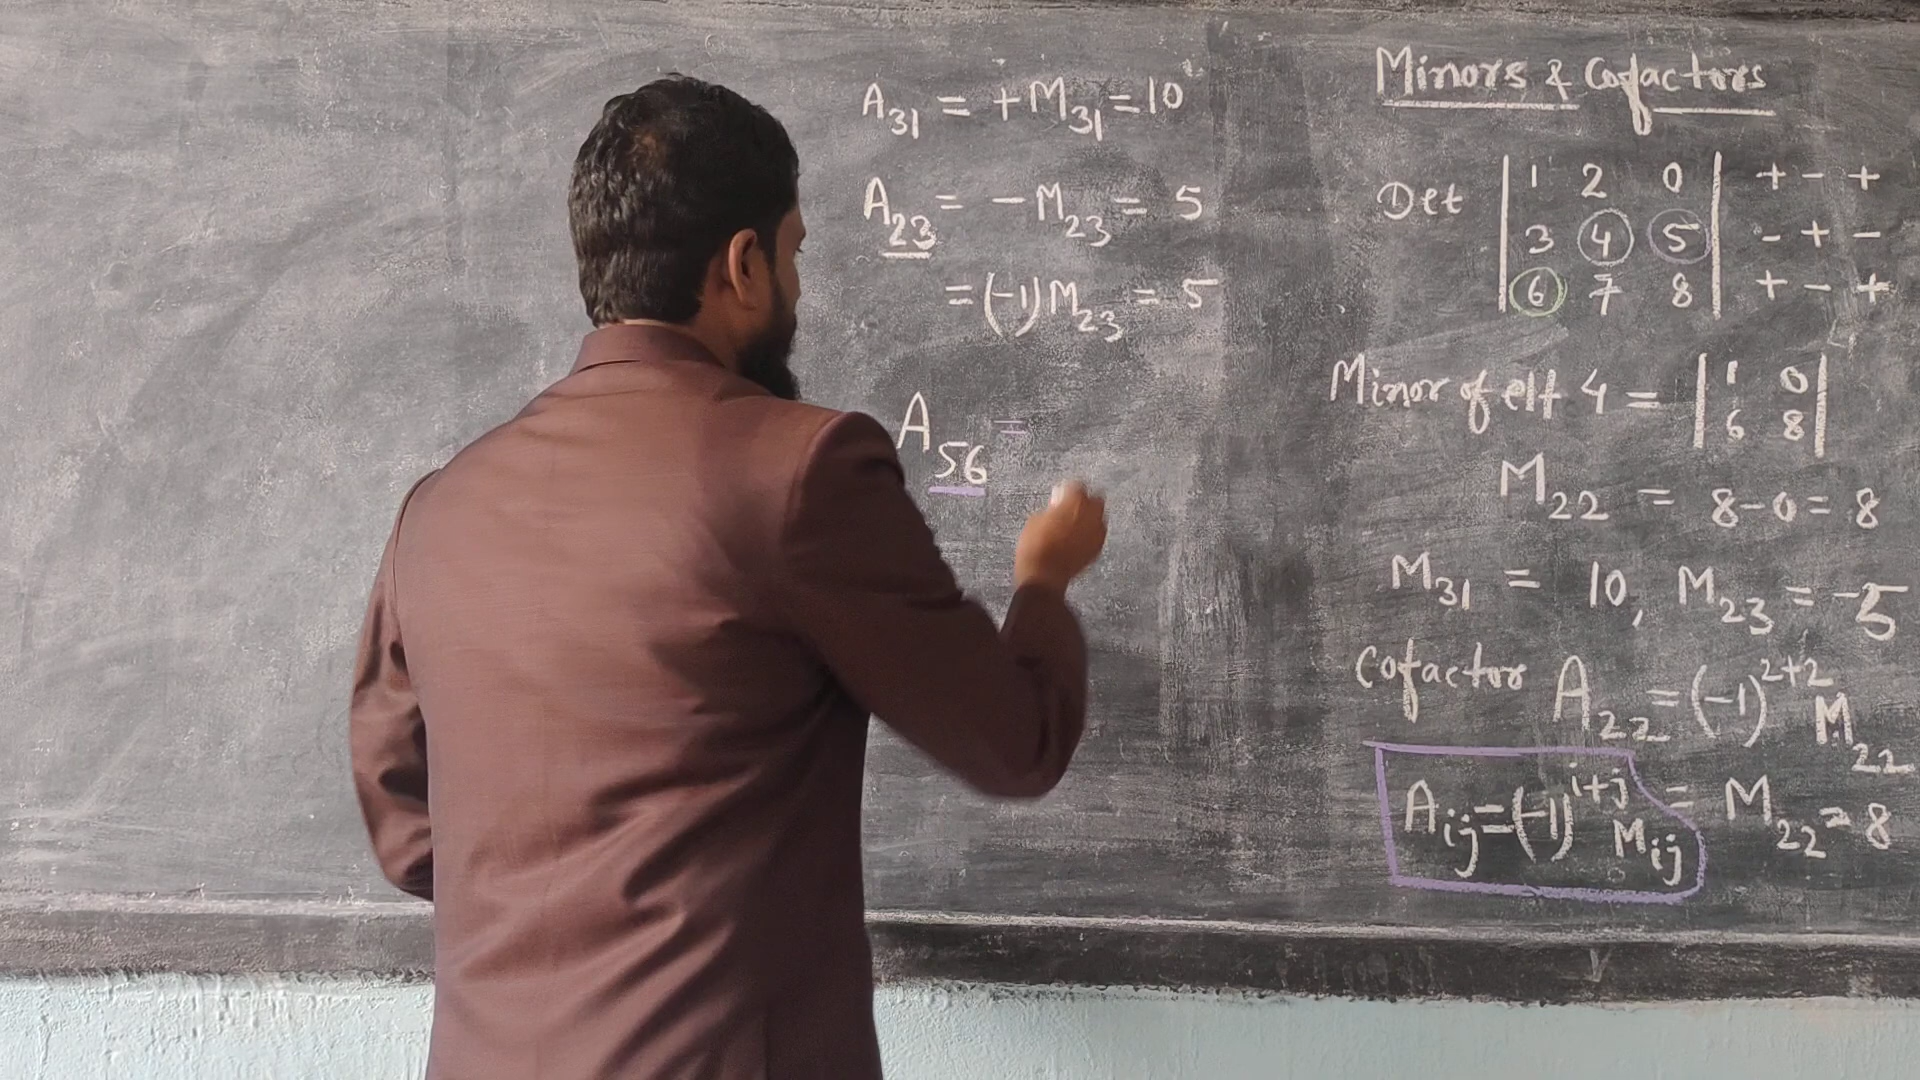 A₃₁ = +M₃₁ = 10
A₂₃ = -M₂₃ = 5
= (-1)M₂₃ = 5
A₅₆ =
Minors & Cofactors
Det | 1 2 0 | + - +
| 3 4 5 | - + -
| 6 7 8 | + - +
Minor of elt 4 = | 1 0 |
| 6 8 |
M₂₂ = 8-0 = 8
M₃₁ = 10, M₂₃ = -5
Cofactor A₂₂ = (-1)²⁺² M₂₂
Aᵢⱼ = (-1)ⁱ⁺ʲ Mᵢⱼ = M₂₂ = 8